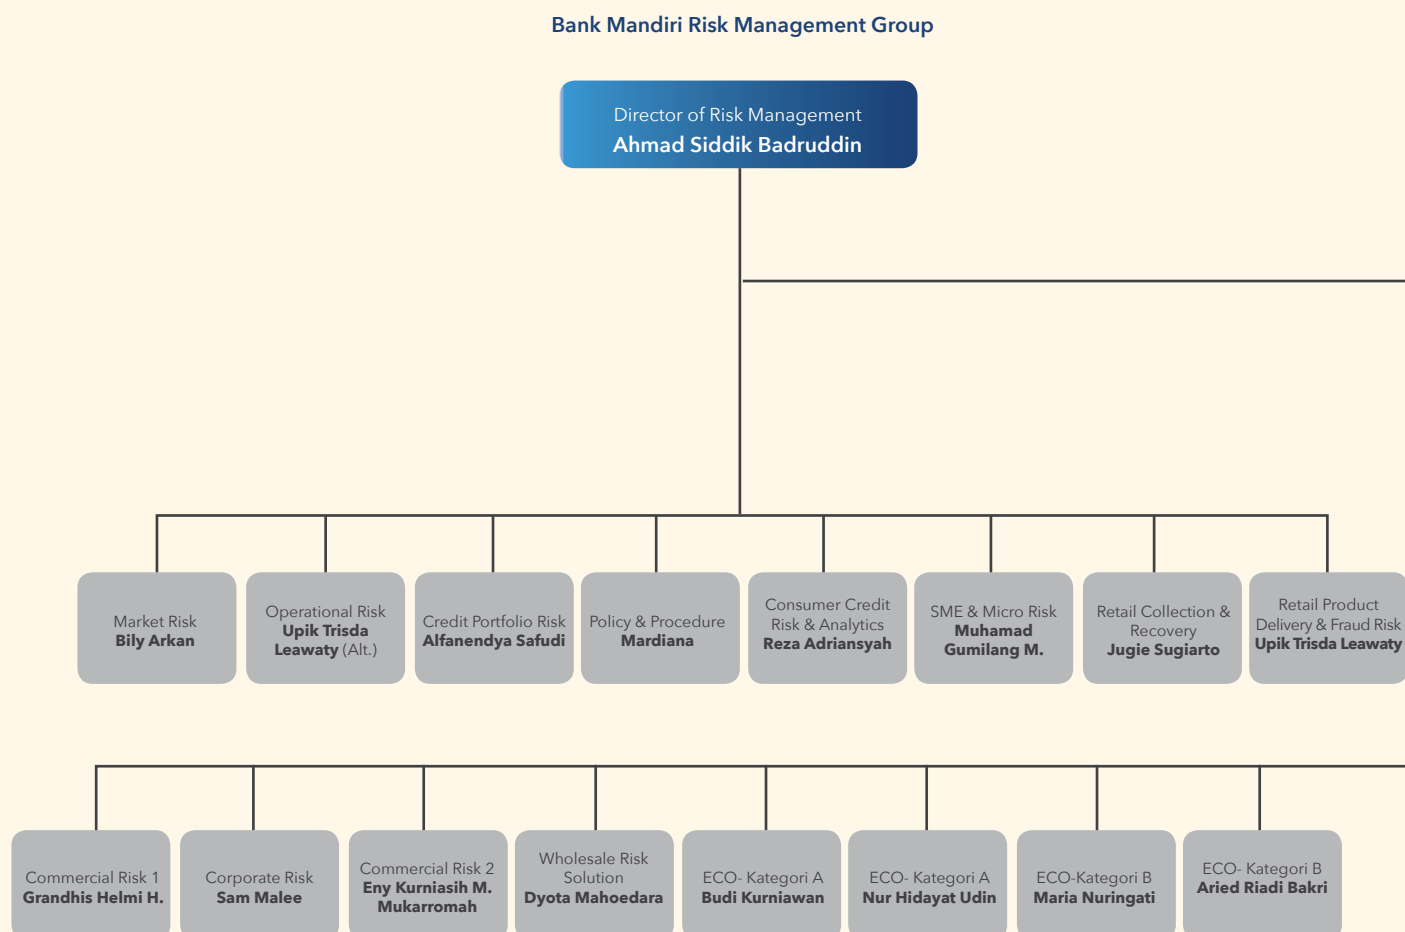 Bank Mandiri Risk Management Group
Director of Risk Management
Ahmad Siddik Badruddin
Market Risk
Bily Arkan
Operational Risk
Upik Trisda
Leawaty (Alt.)
Credit Portfolio Risk
Alfanendya Safudi
Policy & Procedure
Mardiana
Consumer Credit
Risk & Analytics
Reza Adriansyah
SME & Micro Risk
Muhamad
Gumilang M.
Retail Collection &
Recovery
Jugie Sugiarto
Retail Product
Delivery & Fraud Risk
Upik Trisda Leawaty
Commercial Risk 1
Grandhis Helmi H.
Corporate Risk
Sam Malee
Commercial Risk 2
Eny Kurniasih M.
Mukarromah
Wholesale Risk
Solution
Dyota Mahoedara
ECO- Kategori A
Budi Kurniawan
ECO- Kategori A
Nur Hidayat Udin
ECO-Kategori B
Maria Nuringati
ECO- Kategori B
Aried Riadi Bakri